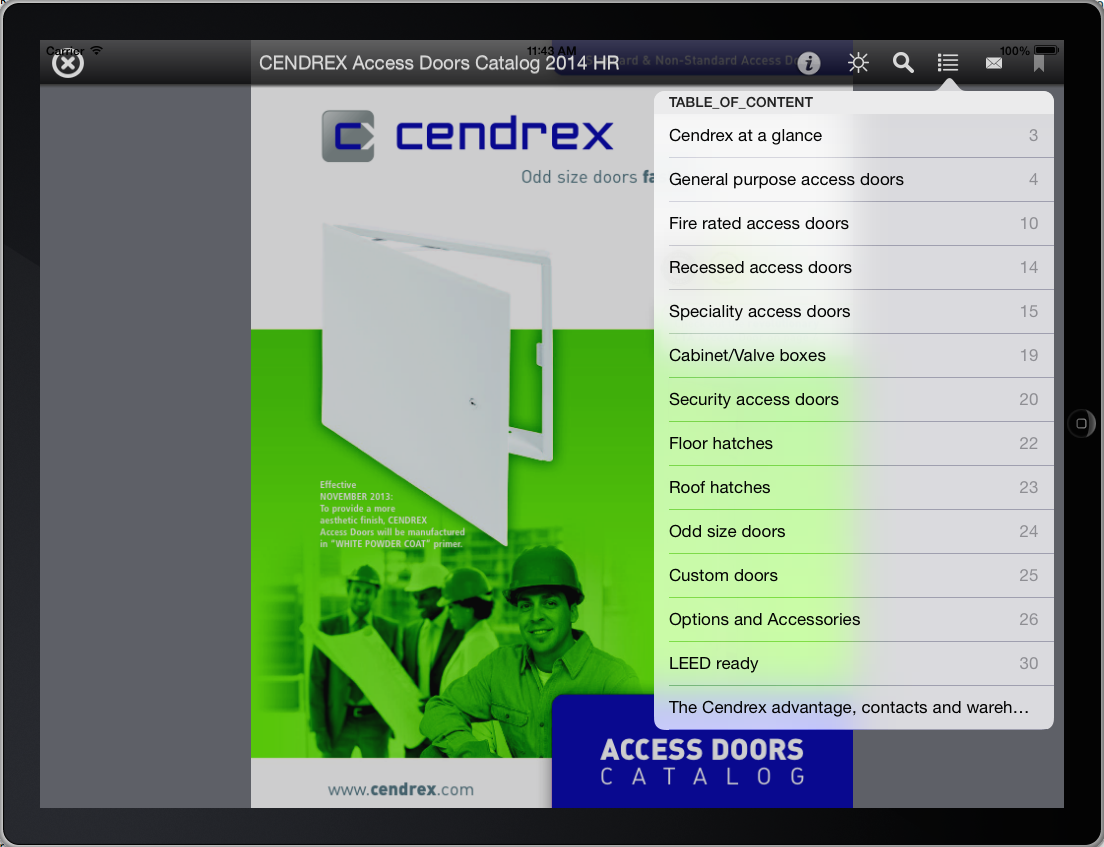 Carrier
11:43 AM
100%
CENDREX Access Doors Catalog 2014 HR
Standard & Non-Standard Access Do
TABLE_OF_CONTENT
Cendrex at a glance 3
General purpose access doors 4
Fire rated access doors 10
Recessed access doors 14
Speciality access doors 15
Cabinet/Valve boxes 19
Security access doors 20
Floor hatches 22
Roof hatches 23
Odd size doors 24
Custom doors 25
Options and Accessories 26
LEED ready 30
The Cendrex advantage, contacts and wareh…
cendrex
Odd size doors fa
Effective
NOVEMBER 2013:
To provide a more
aesthetic finish, CENDREX
Access Doors will be manufactured
in "WHITE POWDER COAT" primer.
ACCESS DOORS
CATALOG
www.cendrex.com